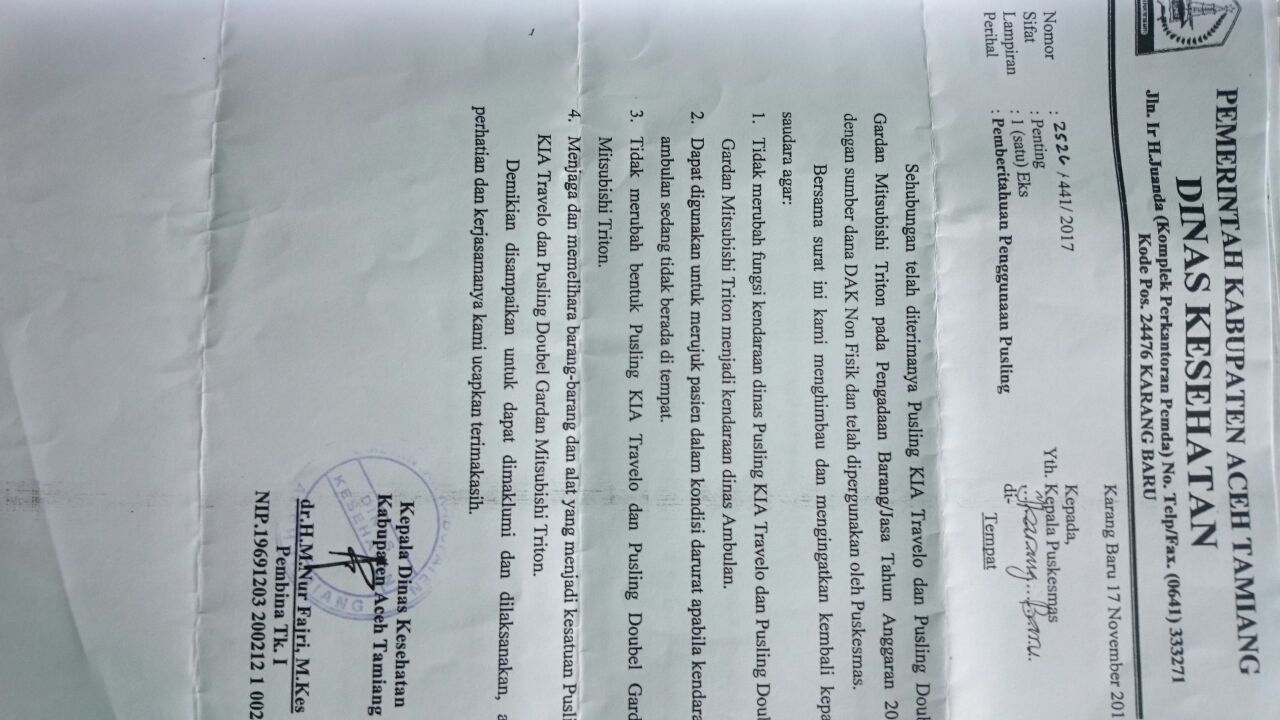 PEMERINTAH KABUPATEN ACEH TAMIANG
DINAS KESEHATAN
Jln. Ir H.Juanda (Komplek Perkantoran Pemda) No. Telp/Fax. (0641) 333271
Kode Pos. 24476 KARANG BARU
Karang Baru 17 November 201
Nomor : 2526 /441/ 2017
Sifat : Penting
Lampiran : 1 (satu) Eks
Perihal : Pemberitahuan Penggunaan Pusling
Kepada,
Yth. Kepala Puskesmas
Karang Baru
di-
Tempat
Sehubungan telah diterimanya Pusling KIA Travelo dan Pusling Doub
Gardan Mitsubishi Triton pada Pengadaan Barang/Jasa Tahun Anggaran 20
dengan sumber dana DAK Non Fisik dan telah dipergunakan oleh Puskesmas.
Bersama surat ini kami menghimbau dan mengingatkan kembali kepa
saudara agar:
1. Tidak merubah fungsi kendaraan dinas Pusling KIA Travelo dan Pusling Doub
Gardan Mitsubishi Triton menjadi kendaraan dinas Ambulan.
2. Dapat digunakan untuk merujuk pasien dalam kondisi darurat apabila kendara
ambulan sedang tidak berada di tempat.
3. Tidak merubah bentuk Pusling KIA Travelo dan Pusling Doubel Gard
Mitsubishi Triton.
4. Menjaga dan memelihara barang-barang dan alat yang menjadi kesatuan Pusli
KIA Travelo dan Pusling Doubel Gardan Mitsubishi Triton.
Demikian disampaikan untuk dapat dimaklumi dan dilaksanakan, a
perhatian dan kerjasamanya kami ucapkan terimakasih.
Kepala Dinas Kesehatan
Kabupaten Aceh Tamiang
DINAS
KESEHATAN
dr.H.M.Nur Fajri, M.Kes
Pembina Tk. I
NIP.19691203 200212 1 002